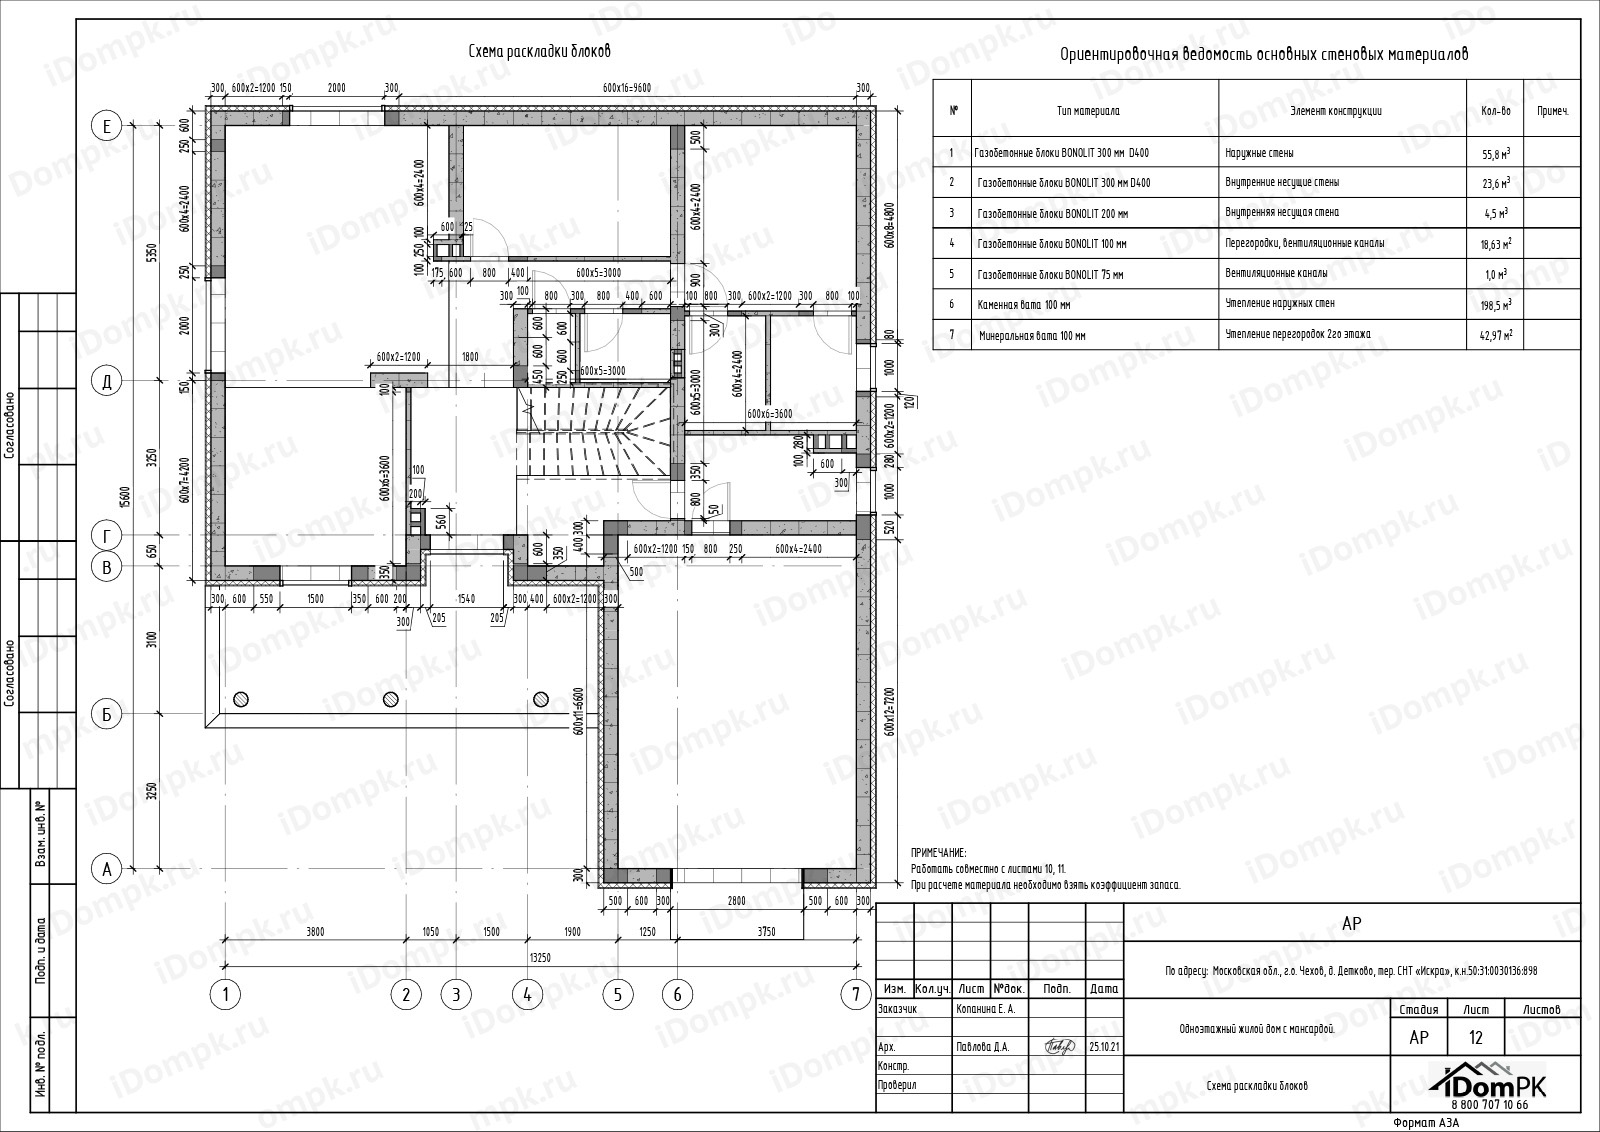 Схема раскладки блоков
Ориентировочная ведомость основных стеновых материалов
№ Тип материала Элемент конструкции Кол-во Примеч.
1 Газобетонные блоки BONOLIT 300 мм D400 Наружные стены 55,8 м³
2 Газобетонные блоки BONOLIT 300 мм D400 Внутренние несущие стены 23,6 м³
3 Газобетонные блоки BONOLIT 200 мм Внутренняя несущая стена 4,5 м³
4 Газобетонные блоки BONOLIT 100 мм Перегородки, вентиляционные каналы 18,63 м²
5 Газобетонные блоки BONOLIT 75 мм Вентиляционные каналы 1,0 м³
6 Каменная вата 100 мм Утепление наружных стен 198,5 м³
7 Минеральная вата 100 мм Утепление перегородок 2го этажа 42,97 м²
300 600x2=1200 150 2000 300 600x16=9600 300
Е
Д
Г
В
Б
А
600
250
600x4=2400
250
2000
150
600x7=4200
5350
3250
650
3100
3250
15600
600x4=2400
600 125
100
250
100
175 600 800 400 600x5=3000
500
600x4=2400
900
600x8=4800
300 100 800 300 800 400 600 100 800 300 600x2=1200 300 800 100
600
600
450
600
600
250
600x5=3000
300
600x4=2400
600x5=3000
600x6=3600
80
1000
120
600x2=1200
280
1000
520
600x2=1200 1800
100
600x6=3600
100
200
560
350
350
800
50
280
100
600
300
600
350
300
400
600x2=1200 150 800 250 600x4=2400
500
300 600 550 1500 350 600 200 1540 300 400 600x2=1200 300
300 205 205
600x11=6600
300
600x12=7200
500 600 300 2800 500 600 300
3800 1050 1500 1900 1250 3750
13250
1 2 3 4 5 6 7
ПРИМЕЧАНИЕ:
Работать совместно с листами 10, 11.
При расчете материала необходимо взять коэффициент запаса.
Согласовано
Согласовано
Взам. инв. №
Подп. и дата
Инв. № подл.
АР
По адресу: Московская обл., г.о. Чехов, д. Детково, тер. СНТ «Искра», к.н.50:31:0030136:898
Изм. Кол.уч. Лист №док. Подп. Дата
Заказчик Копанина Е. А.
Арх. Павлова Д.А. 25.10.21
Констр.
Проверил
Одноэтажный жилой дом с мансардой.
Стадия Лист Листов
АР 12
Схема раскладки блоков
iDomPK
8 800 707 10 66
Формат А3А
iDompk.ru